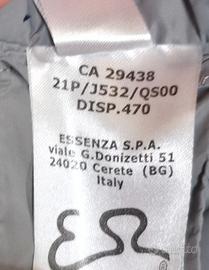 CA 29438
21P/J532/QS00
DISP.470
ESSENZA S.P.A.
viale G.Donizetti 51
24020 Cerete (BG)
Italy